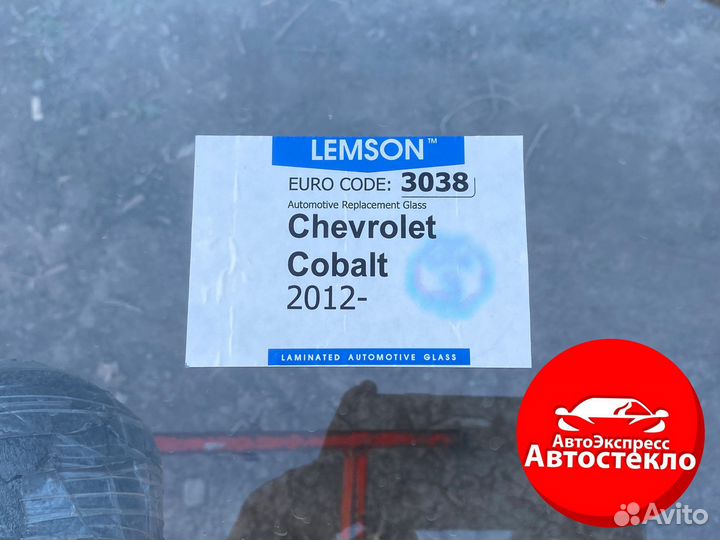 LEMSON™
EURO CODE: 3038
Automotive Replacement Glass
Chevrolet
Cobalt
2012-
LAMINATED AUTOMOTIVE GLASS
АвтоЭкспресс
Автостекло
Avito